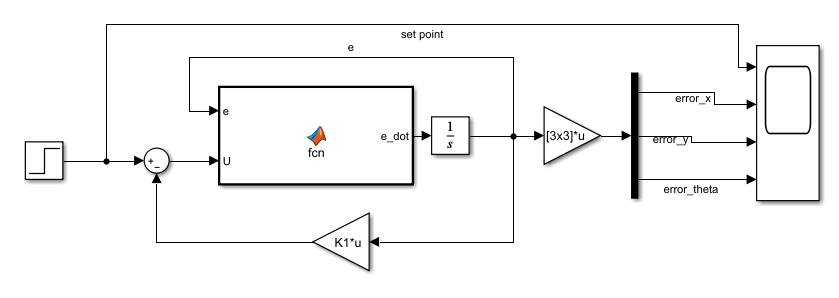 set point
e
e
fcn
U
e_dot
1
s
[3x3]*u
error_x
error_y
error_theta
+
−
K1*u